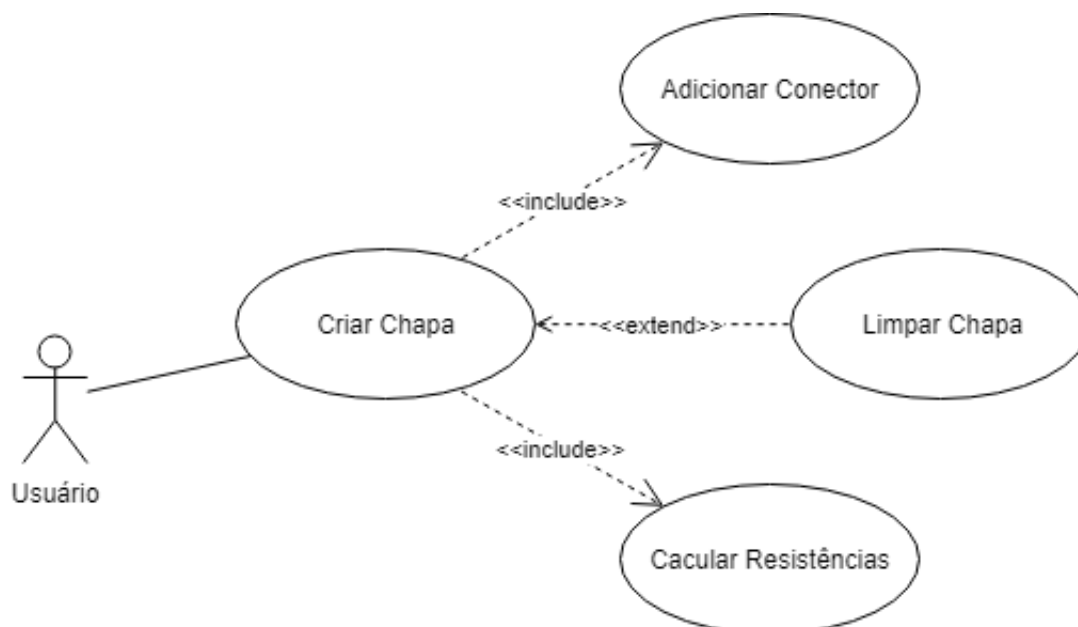 Adicionar Conector
<<include>>
Criar Chapa
<<extend>>
Limpar Chapa
<<include>>
Usuário
Cacular Resistências